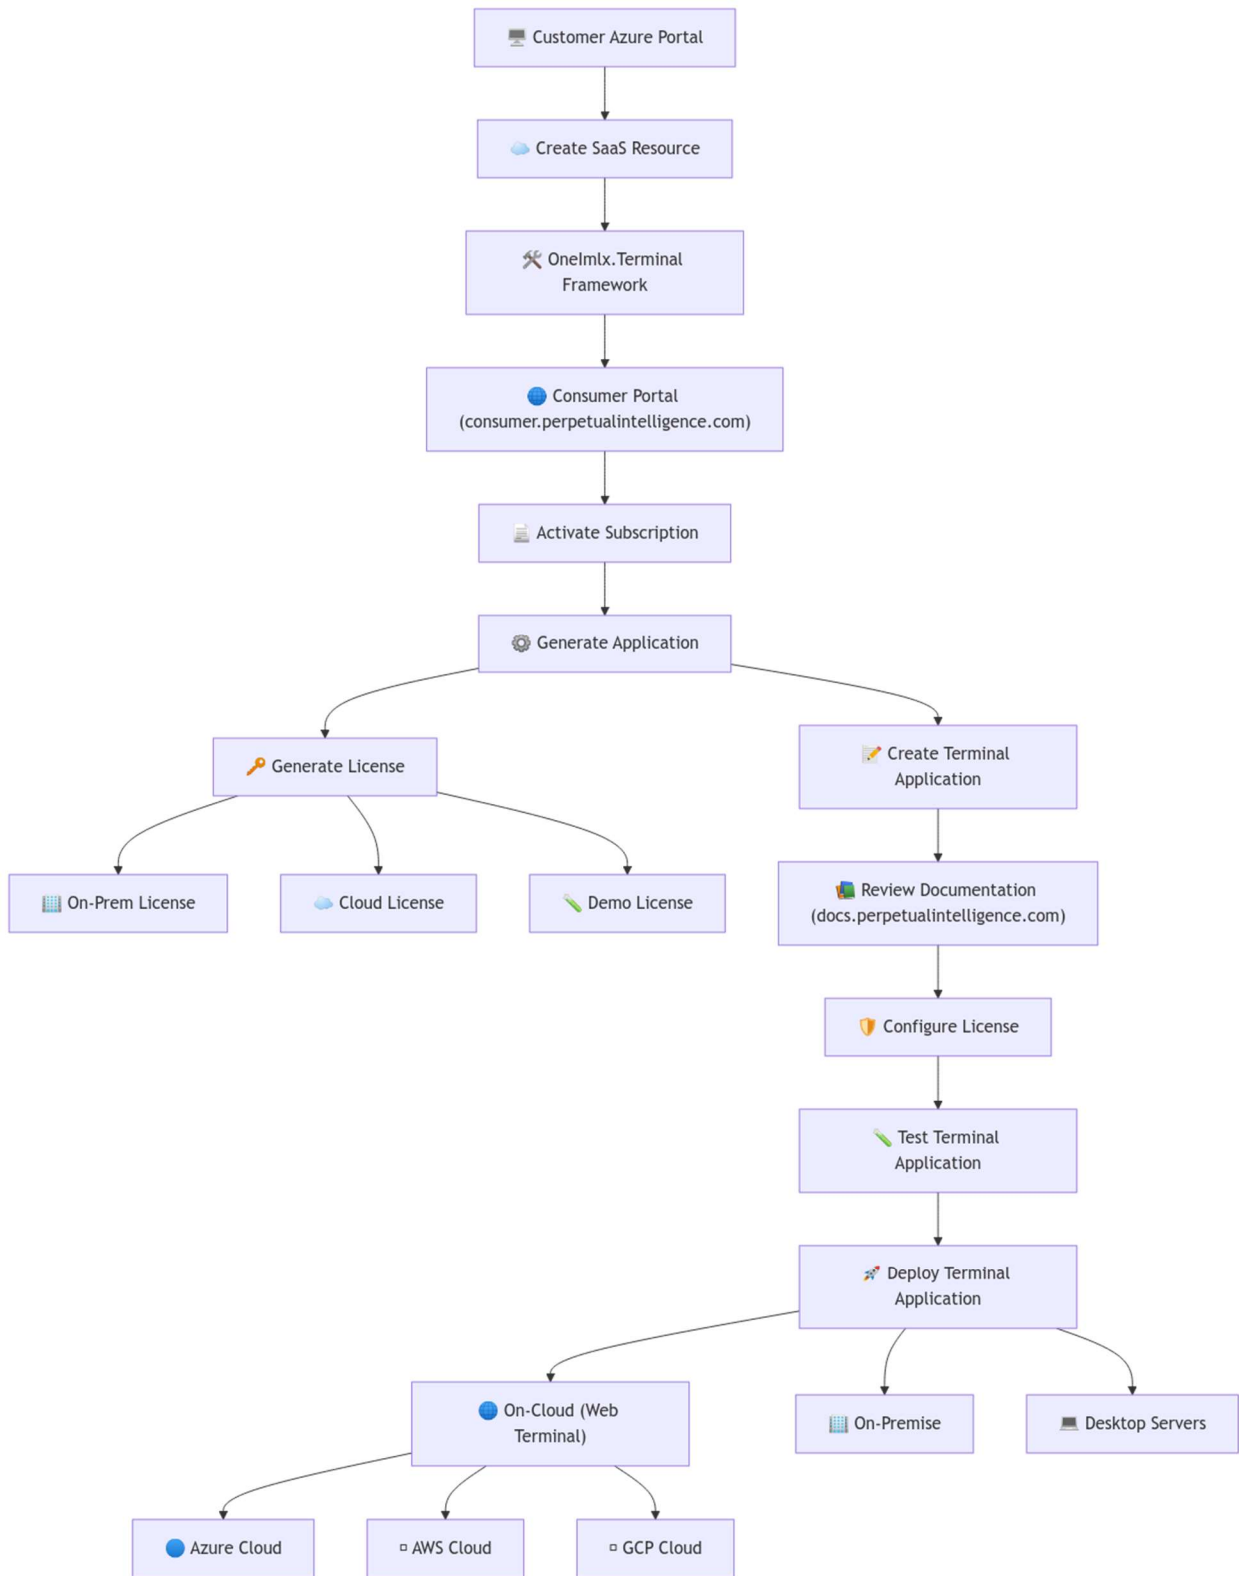 Customer Azure Portal
Create SaaS Resource
OneImlx.Terminal
Framework
Consumer Portal
(consumer.perpetualintelligence.com)
Activate Subscription
Generate Application
Generate License
Create Terminal
Application
On-Prem License
Cloud License
Demo License
Review Documentation
(docs.perpetualintelligence.com)
Configure License
Test Terminal
Application
Deploy Terminal
Application
On-Cloud (Web
Terminal)
On-Premise
Desktop Servers
Azure Cloud
AWS Cloud
GCP Cloud